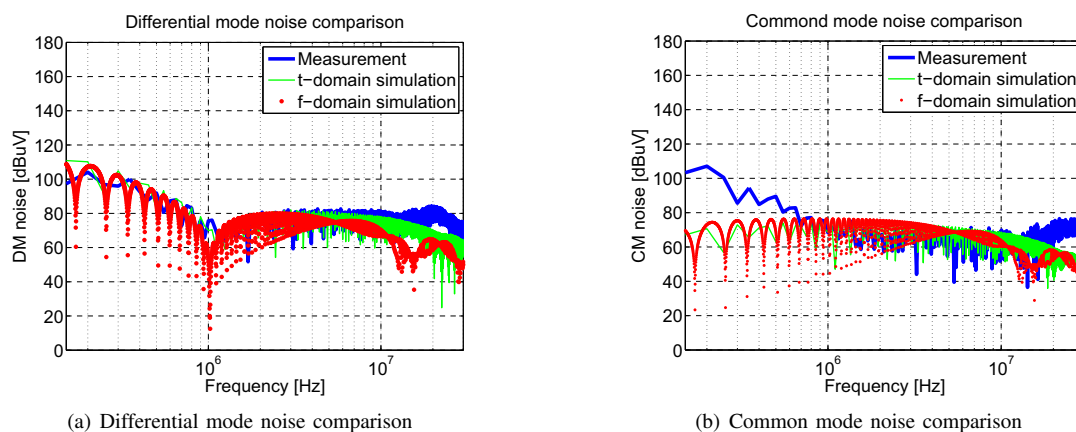 Differential mode noise comparison
180
160
140
120
100
80
60
40
20
0
DM noise [dBuV]
Measurement
t−domain simulation
f−domain simulation
10^6
10^7
Frequency [Hz]
(a) Differential mode noise comparison
Commond mode noise comparison
180
160
140
120
100
80
60
40
20
0
CM noise [dBuV]
Measurement
t−domain simulation
f−domain simulation
10^6
10^7
Frequency [Hz]
(b) Common mode noise comparison